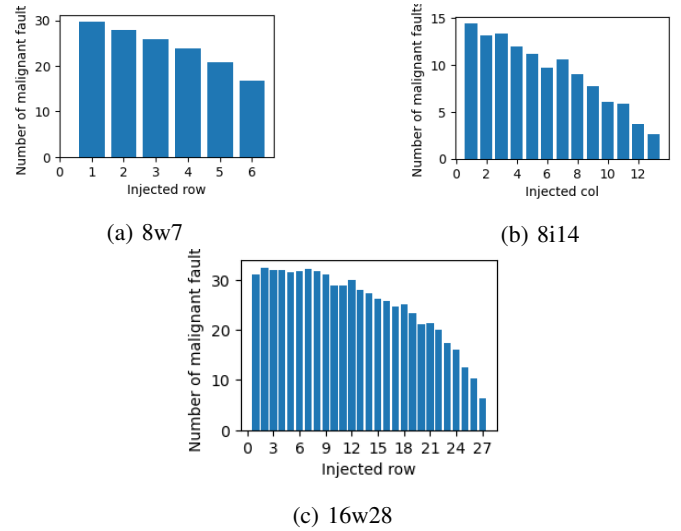 Number of malignant fault
30
20
10
0
0 1 2 3 4 5 6
Injected row
(a) 8w7
Number of malignant faults
15
10
5
0
0 2 4 6 8 10 12
Injected col
(b) 8i14
Number of malignant fault
30
20
10
0
0 3 6 9 12 15 18 21 24 27
Injected row
(c) 16w28